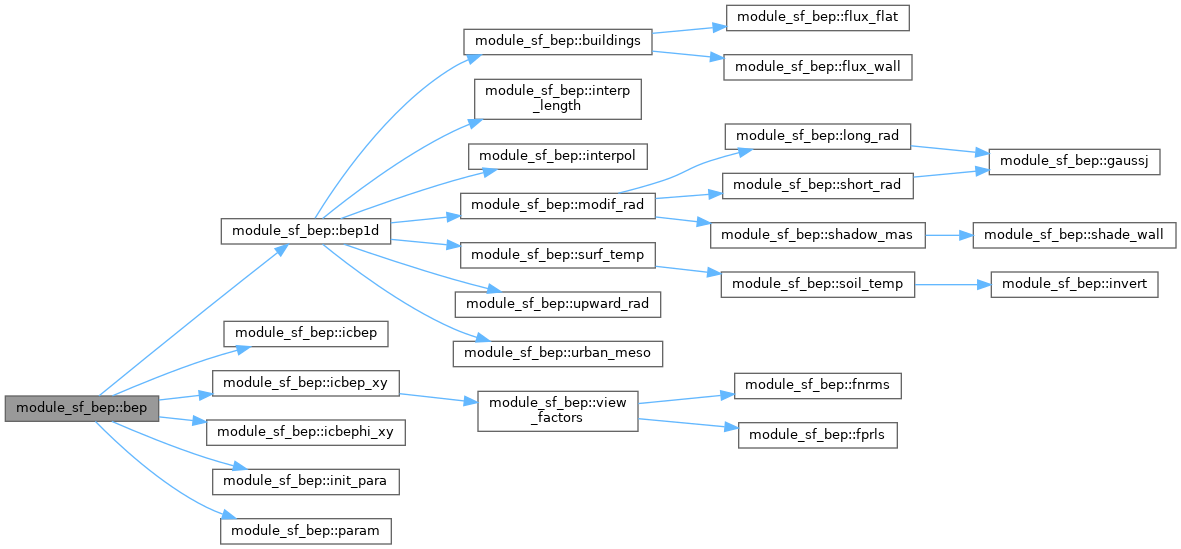 module_sf_bep::bep
module_sf_bep::bep1d
module_sf_bep::icbep
module_sf_bep::icbep_xy
module_sf_bep::icbephi_xy
module_sf_bep::init_para
module_sf_bep::param
module_sf_bep::buildings
module_sf_bep::interp
_length
module_sf_bep::interpol
module_sf_bep::modif_rad
module_sf_bep::surf_temp
module_sf_bep::upward_rad
module_sf_bep::urban_meso
module_sf_bep::view
_factors
module_sf_bep::flux_flat
module_sf_bep::flux_wall
module_sf_bep::long_rad
module_sf_bep::short_rad
module_sf_bep::shadow_mas
module_sf_bep::soil_temp
module_sf_bep::fnrms
module_sf_bep::fprls
module_sf_bep::gaussj
module_sf_bep::shade_wall
module_sf_bep::invert